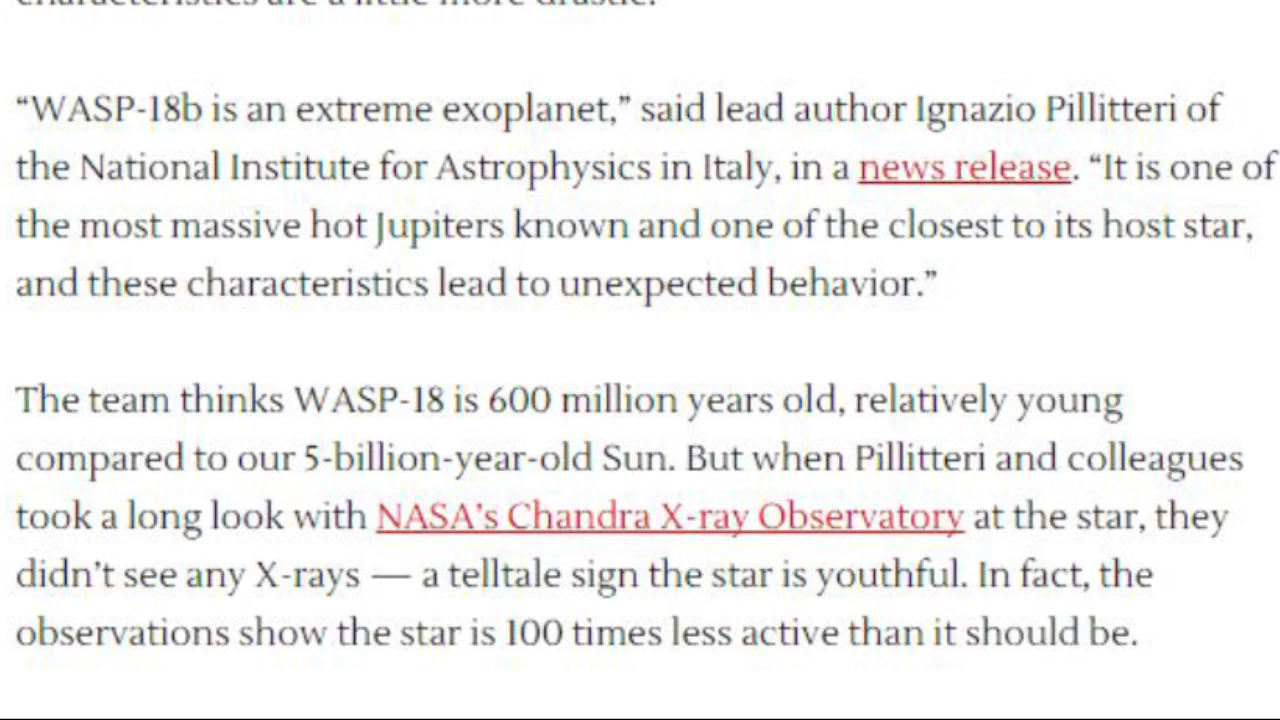 characteristics are a little more drastic.
“WASP-18b is an extreme exoplanet,” said lead author Ignazio Pillitteri of
the National Institute for Astrophysics in Italy, in a news release. “It is one of
the most massive hot Jupiters known and one of the closest to its host star,
and these characteristics lead to unexpected behavior.”
The team thinks WASP-18 is 600 million years old, relatively young
compared to our 5-billion-year-old Sun. But when Pillitteri and colleagues
took a long look with NASA’s Chandra X-ray Observatory at the star, they
didn’t see any X-rays — a telltale sign the star is youthful. In fact, the
observations show the star is 100 times less active than it should be.